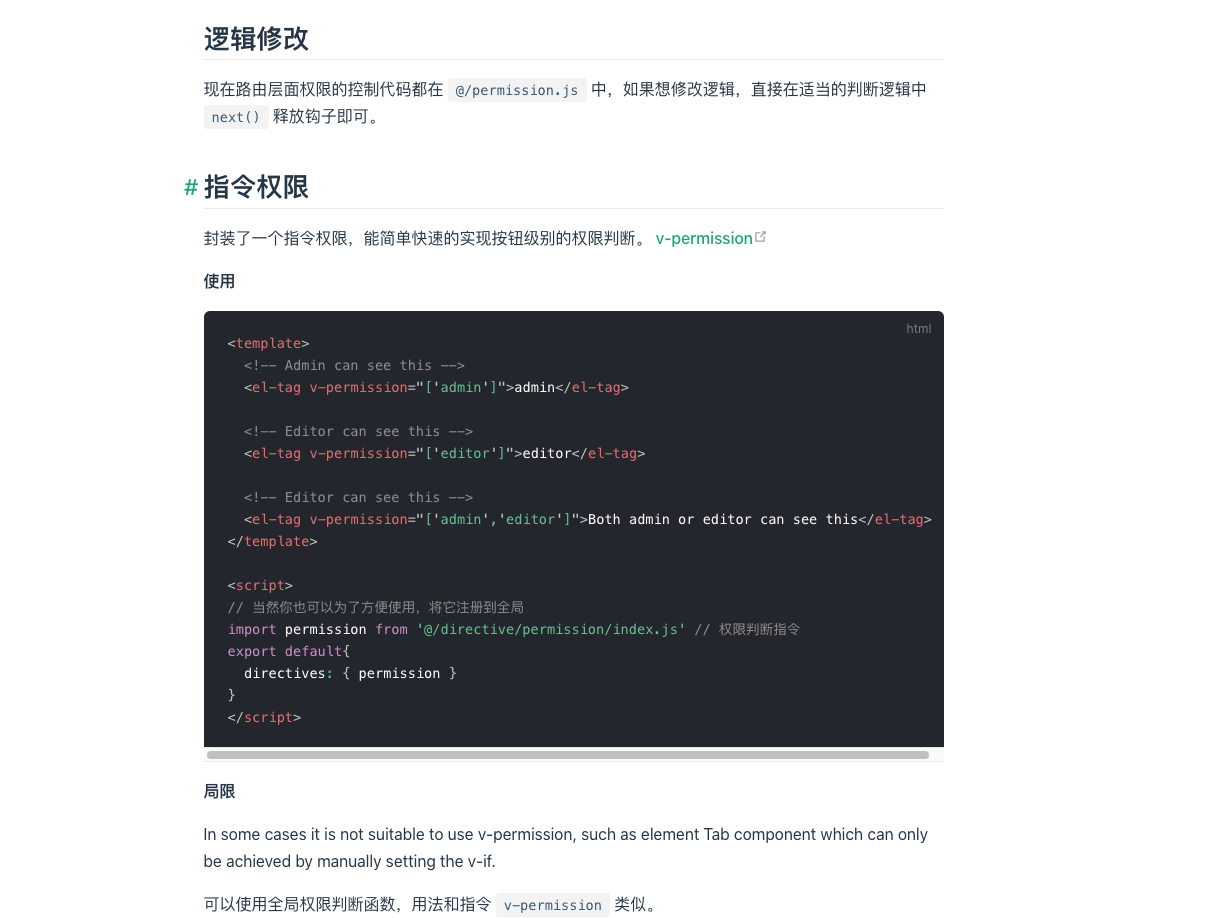 逻辑修改
现在路由层面权限的控制代码都在 @/permission.js 中，如果想修改逻辑，直接在适当的判断逻辑中
next() 释放钩子即可。
# 指令权限
封装了一个指令权限，能简单快速的实现按钮级别的权限判断。 v-permission
使用
html
<template>
  <!-- Admin can see this -->
  <el-tag v-permission="['admin']">admin</el-tag>

  <!-- Editor can see this -->
  <el-tag v-permission="['editor']">editor</el-tag>

  <!-- Editor can see this -->
  <el-tag v-permission="['admin','editor']">Both admin or editor can see this</el-tag>
</template>

<script>
// 当然你也可以为了方便使用，将它注册到全局
import permission from '@/directive/permission/index.js' // 权限判断指令
export default{
  directives: { permission }
}
</script>
局限
In some cases it is not suitable to use v-permission, such as element Tab component which can only
be achieved by manually setting the v-if.
可以使用全局权限判断函数，用法和指令 v-permission 类似。